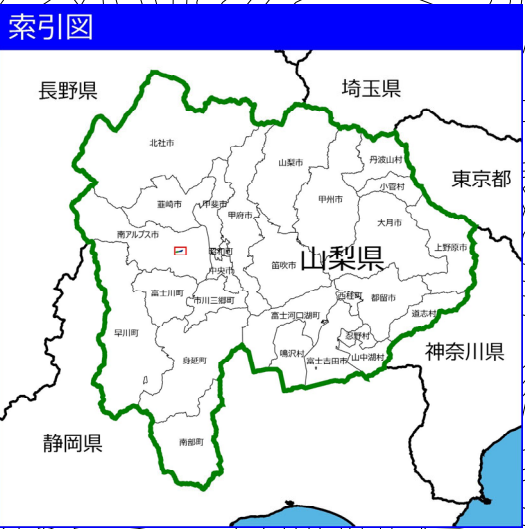 索引図
長野県
埼玉県
北杜市
山梨市
丹波山村
東京都
小菅村
韮崎市
甲斐市
甲州市
甲府市
大月市
南アルプス市
上野原市
昭和町
山梨県
笛吹市
中央市
富士川町
市川三郷町
西桂町
都留市
富士河口湖町
道志村
早川町
忍野村
神奈川県
鳴沢村
山中湖村
身延町
富士吉田市
静岡県
南部町